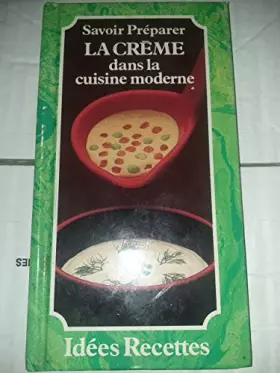 Savoir Préparer
LA CRÈME
dans la
cuisine moderne
Idées Recettes